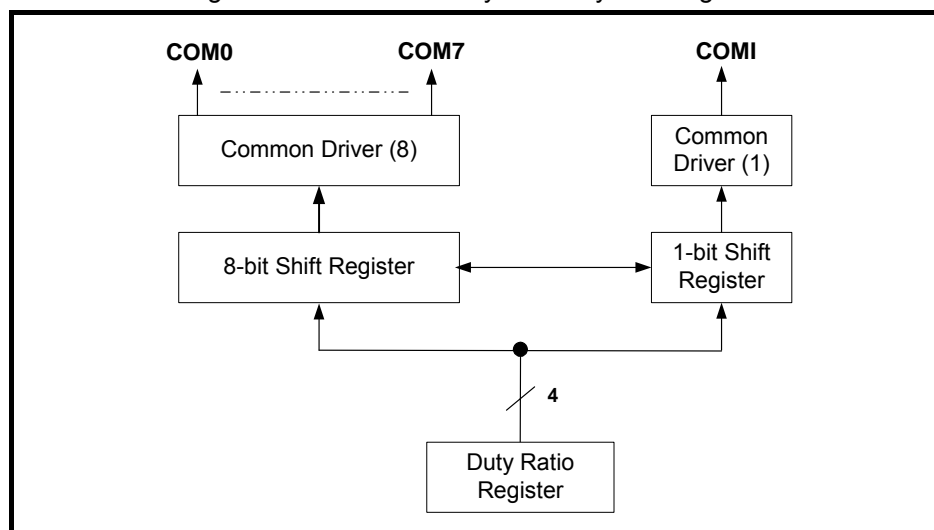 COM0
COM7
COMI
Common Driver (8)
Common
Driver (1)
8-bit Shift Register
1-bit Shift
Register
4
Duty Ratio
Register